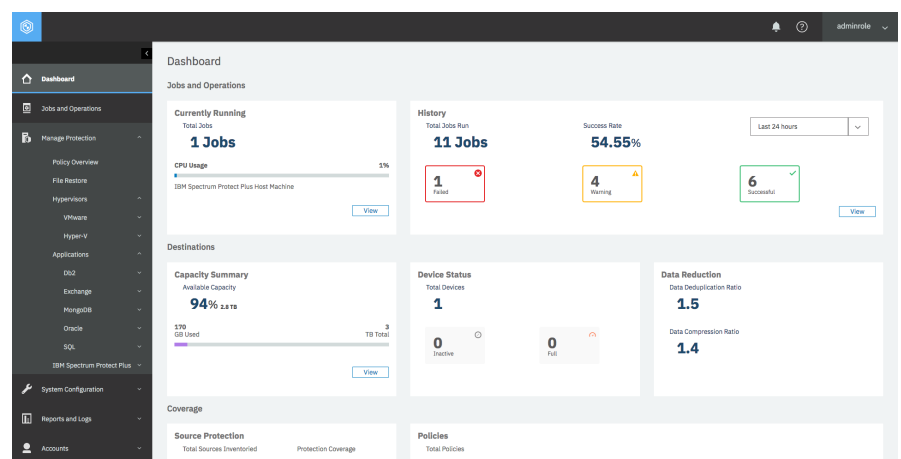 adminrole
Dashboard
Jobs and Operations
Manage Protection
Policy Overview
File Restore
Hypervisors
VMware
Hyper-V
Applications
Db2
Exchange
MongoDB
Oracle
SQL
IBM Spectrum Protect Plus
System Configuration
Reports and Logs
Accounts
Dashboard
Jobs and Operations
Currently Running
Total Jobs
1 Jobs
CPU Usage 1%
IBM Spectrum Protect Plus Host Machine
View
History
Total Jobs Run
11 Jobs
Success Rate
54.55%
Last 24 hours
1
Failed
4
Warning
6
Successful
View
Destinations
Capacity Summary
Available Capacity
94% 2.8 TB
170 3
GB Used TB Total
View
Device Status
Total Devices
1
0
Inactive
0
Full
Data Reduction
Data Deduplication Ratio
1.5
Data Compression Ratio
1.4
Coverage
Source Protection
Total Sources Inventoried Protection Coverage
Policies
Total Policies